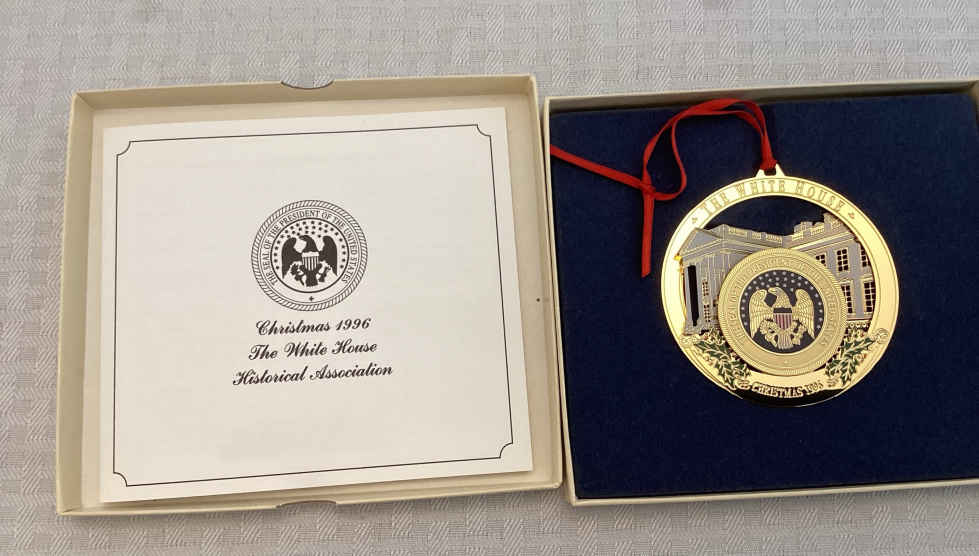 SEAL OF THE PRESIDENT OF THE UNITED STATES
Christmas 1996
The White House
Historical Association
THE WHITE HOUSE
CHRISTMAS 1996